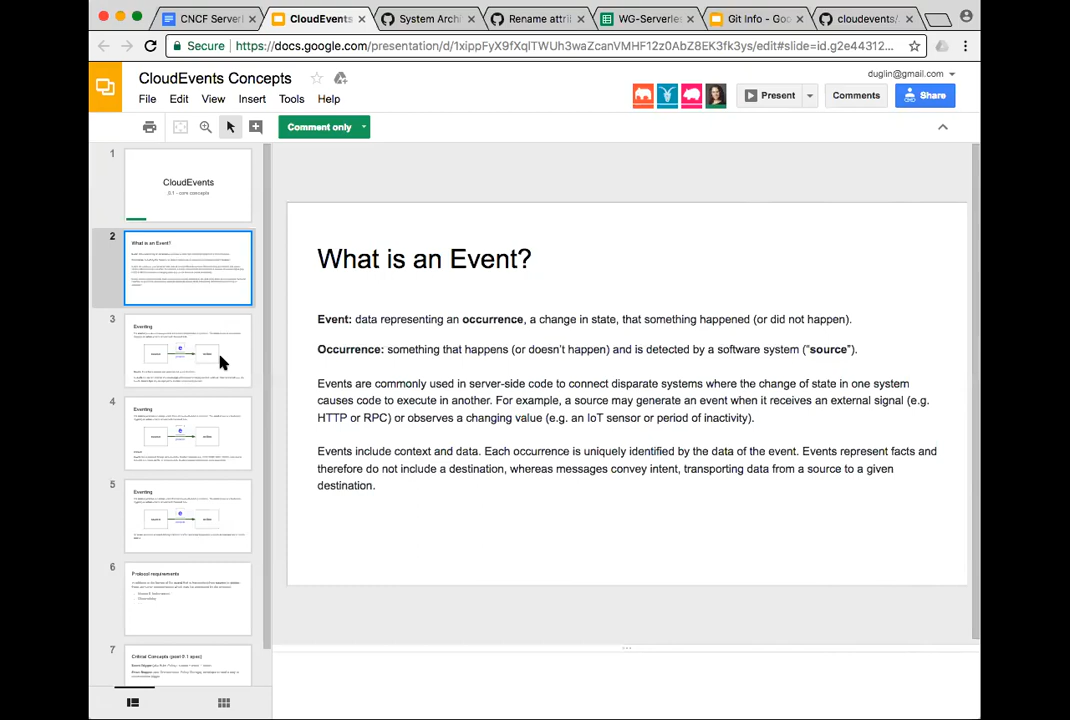 CNCF Server
CloudEvents
System Archi
Rename attri
WG-Serverles
Git Info - Goo
cloudevents/
Secure
https://docs.google.com/presentation/d/1xippFyX9fXqlTWUh3waZcanVMHF12z0AbZ8EK3fk3ys/edit#slide=id.g2e44312...
CloudEvents Concepts
duglin@gmail.com
File Edit View Insert Tools Help
Present
Comments
Share
Comment only
1
CloudEvents
0.1 - core concepts
2
What is an Event?
3
Eventing
4
Eventing
5
Eventing
6
Protocol requirements
7
Critical Concepts (post 0.1 spec)
What is an Event?
Event: data representing an occurrence, a change in state, that something happened (or did not happen).
Occurrence: something that happens (or doesn't happen) and is detected by a software system ("source").
Events are commonly used in server-side code to connect disparate systems where the change of state in one system
causes code to execute in another. For example, a source may generate an event when it receives an external signal (e.g.
HTTP or RPC) or observes a changing value (e.g. an IoT sensor or period of inactivity).
Events include context and data. Each occurrence is uniquely identified by the data of the event. Events represent facts and
therefore do not include a destination, whereas messages convey intent, transporting data from a source to a given
destination.